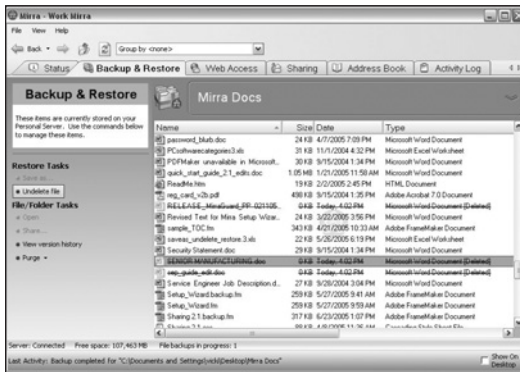 Mirra - Work Mirra
File View Help
Back Group by <none>
Status Backup & Restore Web Access Sharing Address Book Activity Log
Backup & Restore
Mirra Docs
These items are currently stored on your
Personal Server. Use the commands below
to manage these items.
Restore Tasks
Save as...
Undelete file
File/Folder Tasks
Open
Share...
View version history
Purge
Name Size Date Type
password_blurb.doc 24 KB 4/7/2005 7:09 PM Microsoft Word Document
PCsoftwarecategories3.xls 31 KB 11/1/2004 4:32 PM Microsoft Excel Worksheet
PDFMaker unavailable in Microsoft... 30 KB 9/15/2004 1:34 PM Microsoft Word Document
quick_start_guide_2.1_edits.doc 1.05 MB 1/21/2005 11:58 AM Microsoft Word Document
ReadMe.htm 19 KB 2/2/2005 2:45 PM HTML Document
reg_card_v2b.pdf 498 KB 9/15/2004 1:35 PM Adobe Acrobat 7.0 Document
RELEASE_MirraGuard_PP_021105... 0 KB Today, 4:02 PM Microsoft Word Document [Deleted]
Revised Text for Mirra Setup Wizar... 24 KB 3/22/2005 3:56 PM Microsoft Word Document
sample_TOC.fm 343 KB 4/21/2005 10:33 AM Adobe FrameMaker Document
saveas_undelete_restore.3.xls 22 KB 5/26/2005 6:19 PM Microsoft Excel Worksheet
Security Statement.doc 29 KB 9/15/2004 1:34 PM Microsoft Word Document
SENIOR MANUFACTURING.doc 0 KB Today, 4:02 PM Microsoft Word Document [Deleted]
sep_guide_edit.doc 0 KB Today, 4:02 PM Microsoft Word Document [Deleted]
Service Engineer Job Description.d... 27 KB 9/28/2004 3:04 PM Microsoft Word Document
Setup_Wizard.backup.fm 259 KB 5/27/2005 9:41 AM Adobe FrameMaker Document
Setup_Wizard.fm 259 KB 5/27/2005 9:59 AM Adobe FrameMaker Document
Sharing 2.1.backup.fm 317 KB 6/23/2005 1:07 PM Adobe FrameMaker Document
Server: Connected Free space: 107,463 MB File backups in progress: 1
Last Activity: Backup completed for "C:\Documents and Settings\vicki\Desktop\Mirra Docs"
Show On
Desktop